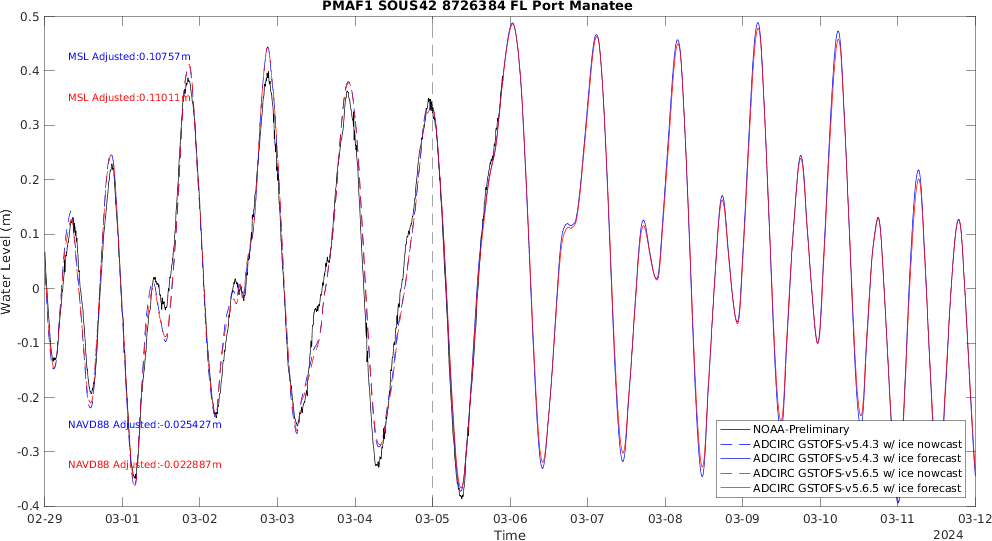 PMAF1 SOUS42 8726384 FL Port Manatee
0.5
0.4
0.3
0.2
0.1
0
-0.1
-0.2
-0.3
-0.4
Water Level (m)
MSL Adjusted:0.10757m
MSL Adjusted:0.11011m
NAVD88 Adjusted:-0.025427m
NAVD88 Adjusted:-0.022887m
NOAA-Preliminary
ADCIRC GSTOFS-v5.4.3 w/ ice nowcast
ADCIRC GSTOFS-v5.4.3 w/ ice forecast
ADCIRC GSTOFS-v5.6.5 w/ ice nowcast
ADCIRC GSTOFS-v5.6.5 w/ ice forecast
02-29 03-01 03-02 03-03 03-04 03-05 03-06 03-07 03-08 03-09 03-10 03-11 03-12
Time
2024